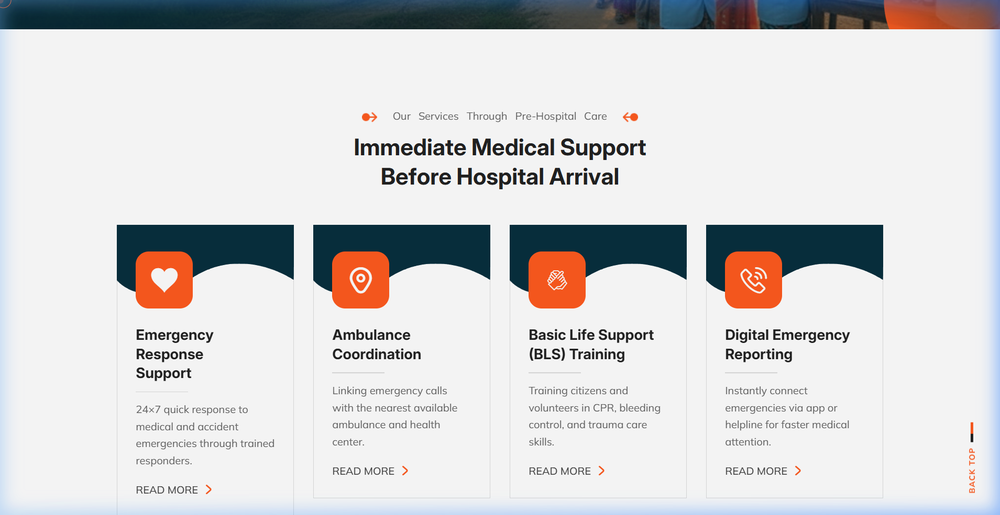 Our Services Through Pre-Hospital Care
Immediate Medical Support
Before Hospital Arrival
Emergency
Response
Support
24×7 quick response to
medical and accident
emergencies through trained
responders.
READ MORE
Ambulance
Coordination
Linking emergency calls
with the nearest available
ambulance and health
center.
READ MORE
Basic Life Support
(BLS) Training
Training citizens and
volunteers in CPR, bleeding
control, and trauma care
skills.
READ MORE
Digital Emergency
Reporting
Instantly connect
emergencies via app or
helpline for faster medical
attention.
READ MORE
BACK TOP